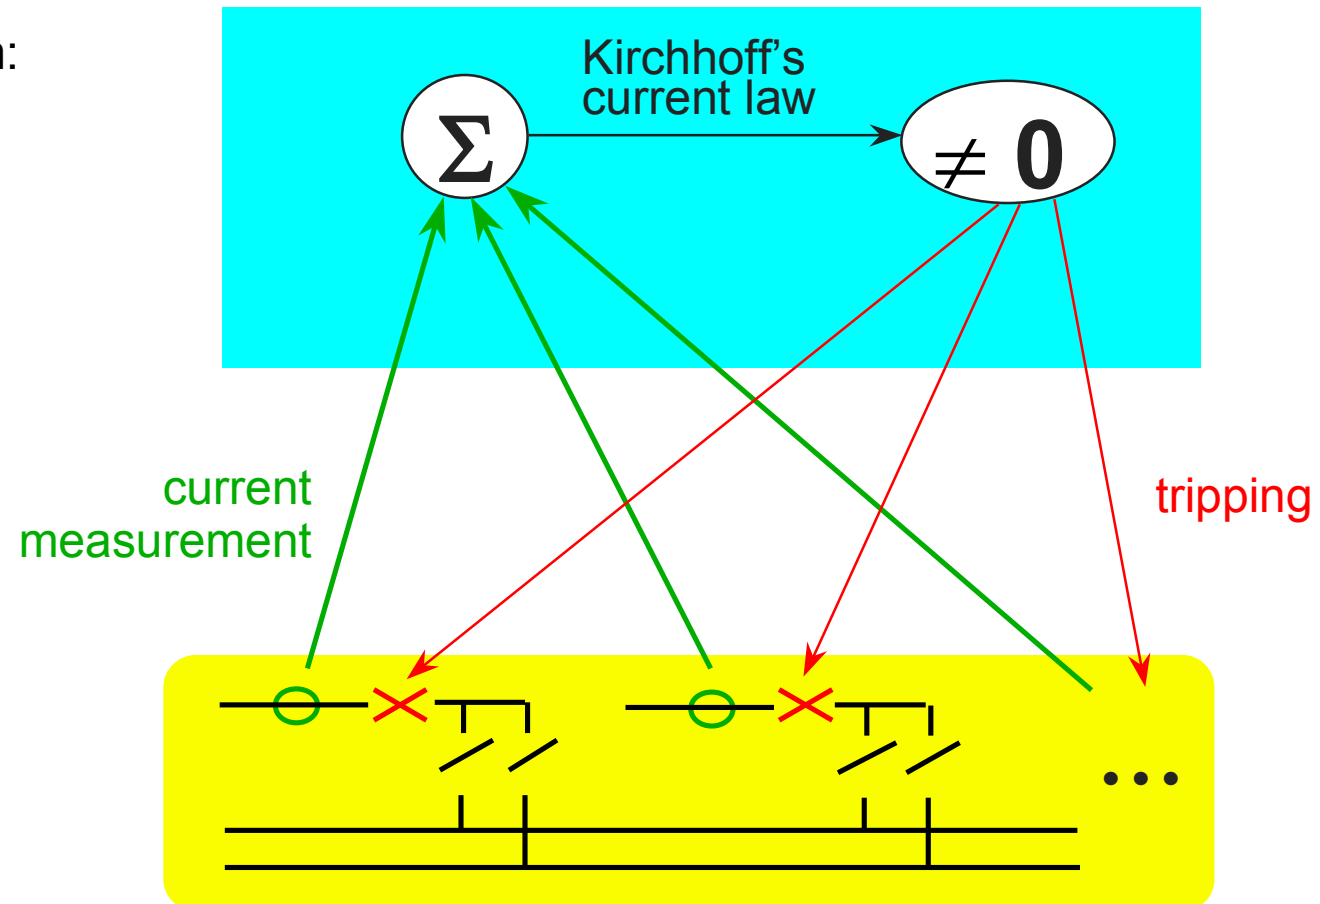 n:
Kirchhoff’s
current law
Σ
≠ 0
current
measurement
tripping
...